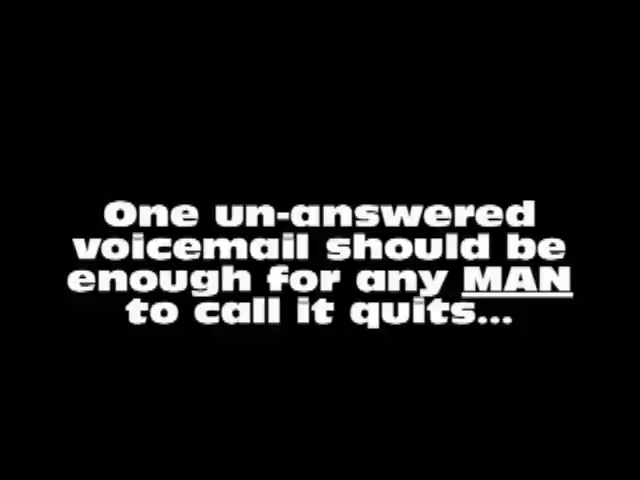 One un-answered
voicemail should be
enough for any MAN
to call it quits...